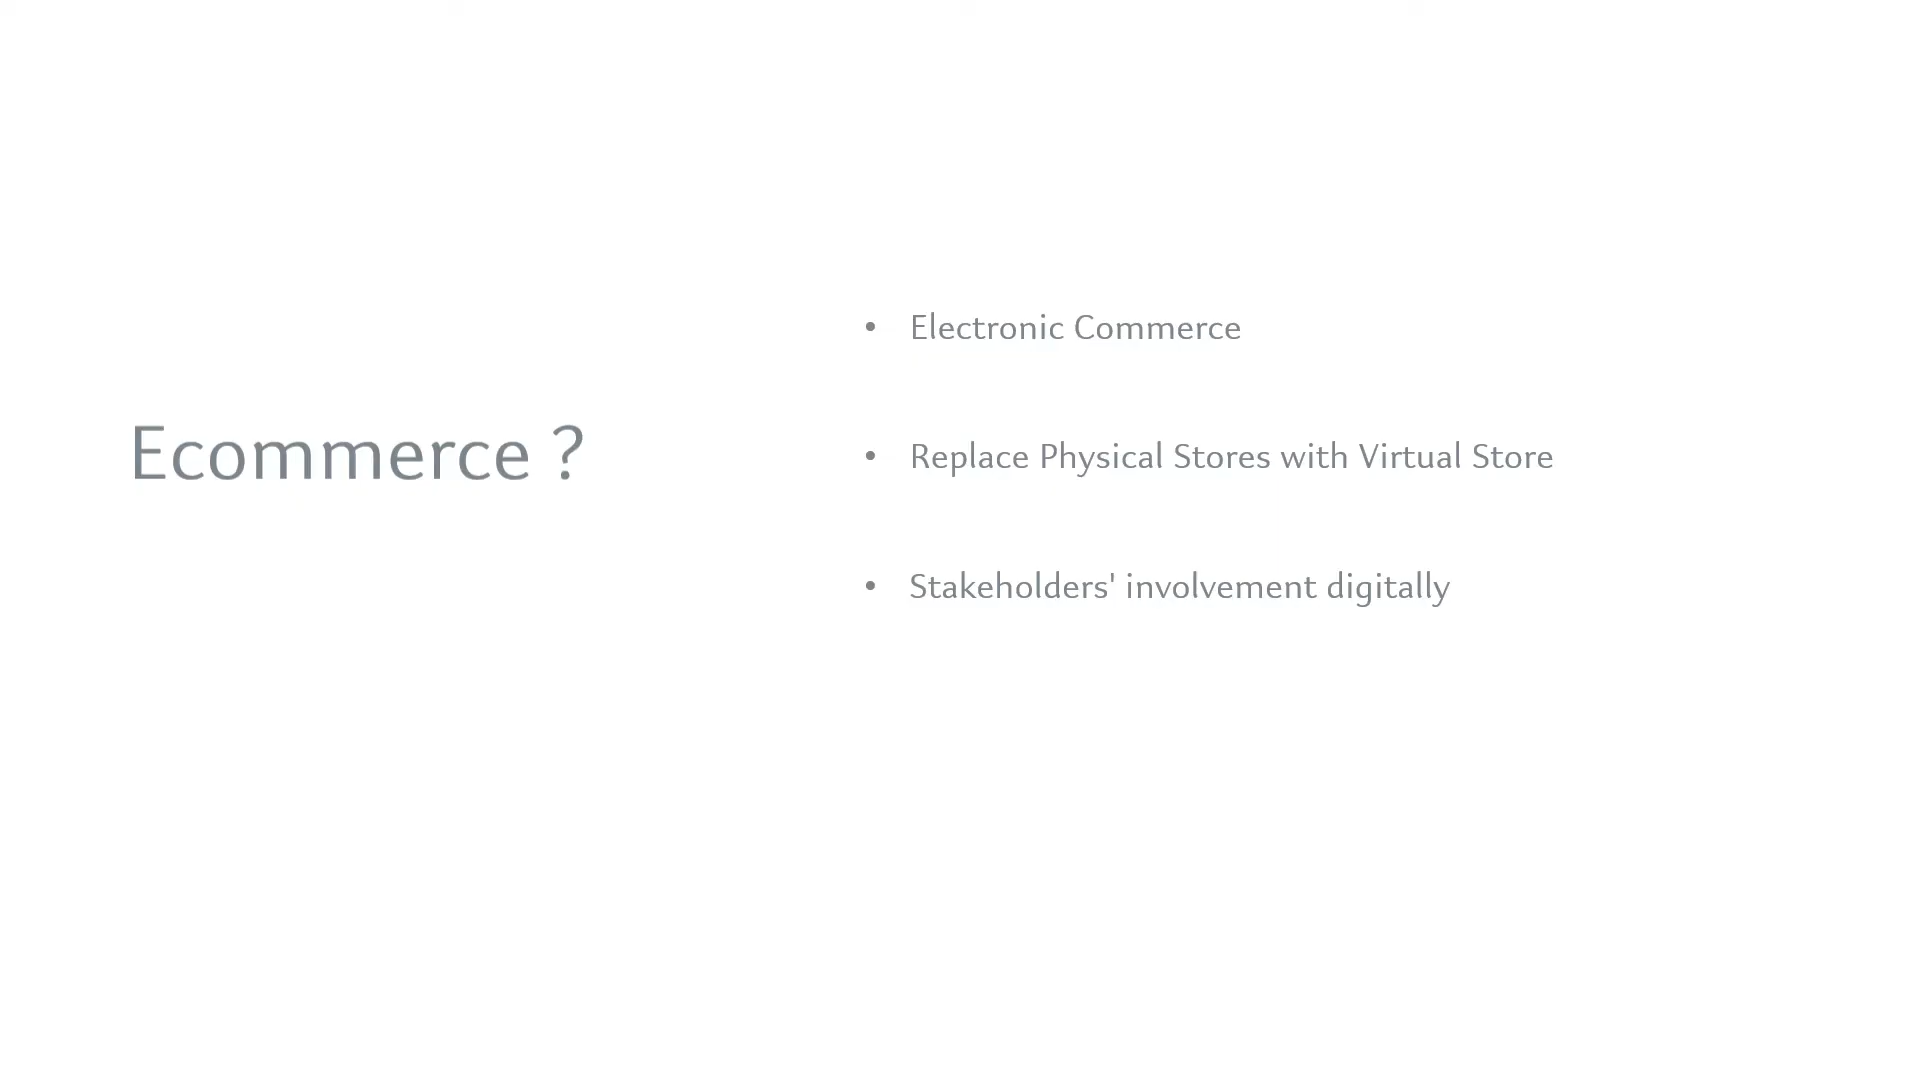 Ecommerce ?
• Electronic Commerce
• Replace Physical Stores with Virtual Store
• Stakeholders' involvement digitally